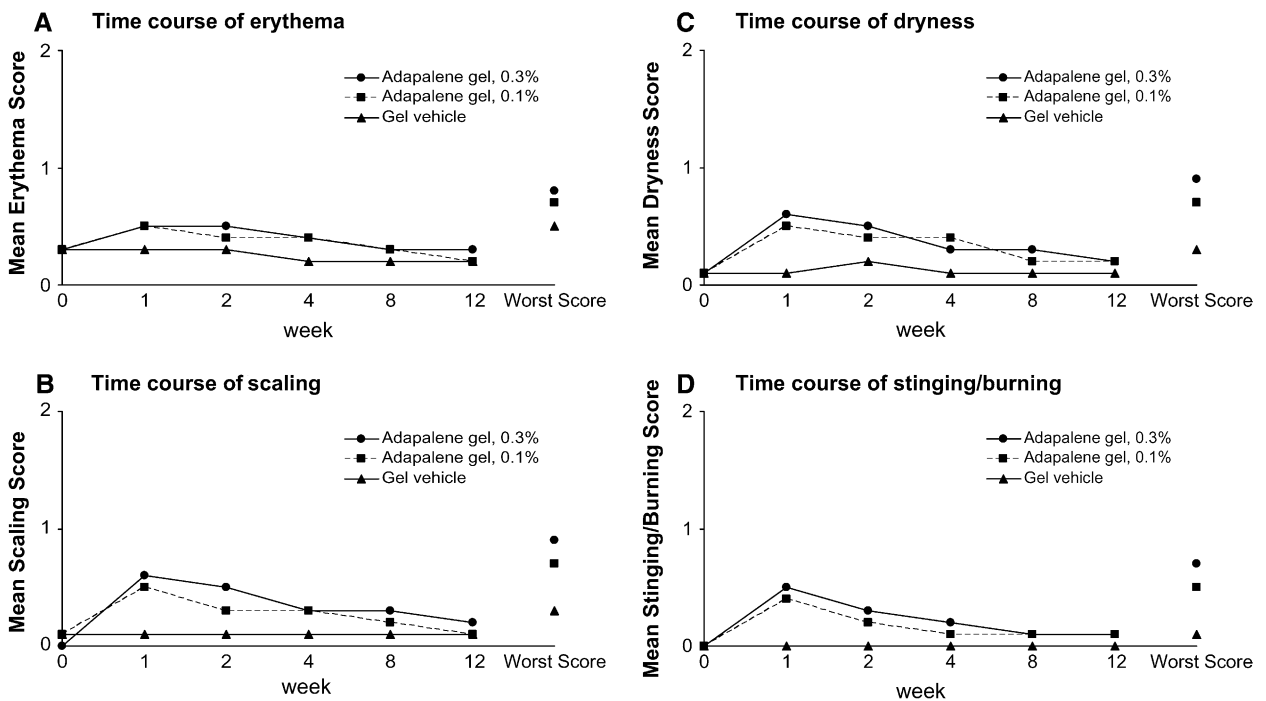 A Time course of erythema
Mean Erythema Score
2
1
0
Adapalene gel, 0.3%
Adapalene gel, 0.1%
Gel vehicle
0 1 2 4 8 12 Worst Score
week
C Time course of dryness
Mean Dryness Score
2
1
0
Adapalene gel, 0.3%
Adapalene gel, 0.1%
Gel vehicle
0 1 2 4 8 12 Worst Score
week
B Time course of scaling
Mean Scaling Score
2
1
0
Adapalene gel, 0.3%
Adapalene gel, 0.1%
Gel vehicle
0 1 2 4 8 12 Worst Score
week
D Time course of stinging/burning
Mean Stinging/Burning Score
2
1
0
Adapalene gel, 0.3%
Adapalene gel, 0.1%
Gel vehicle
0 1 2 4 8 12 Worst Score
week